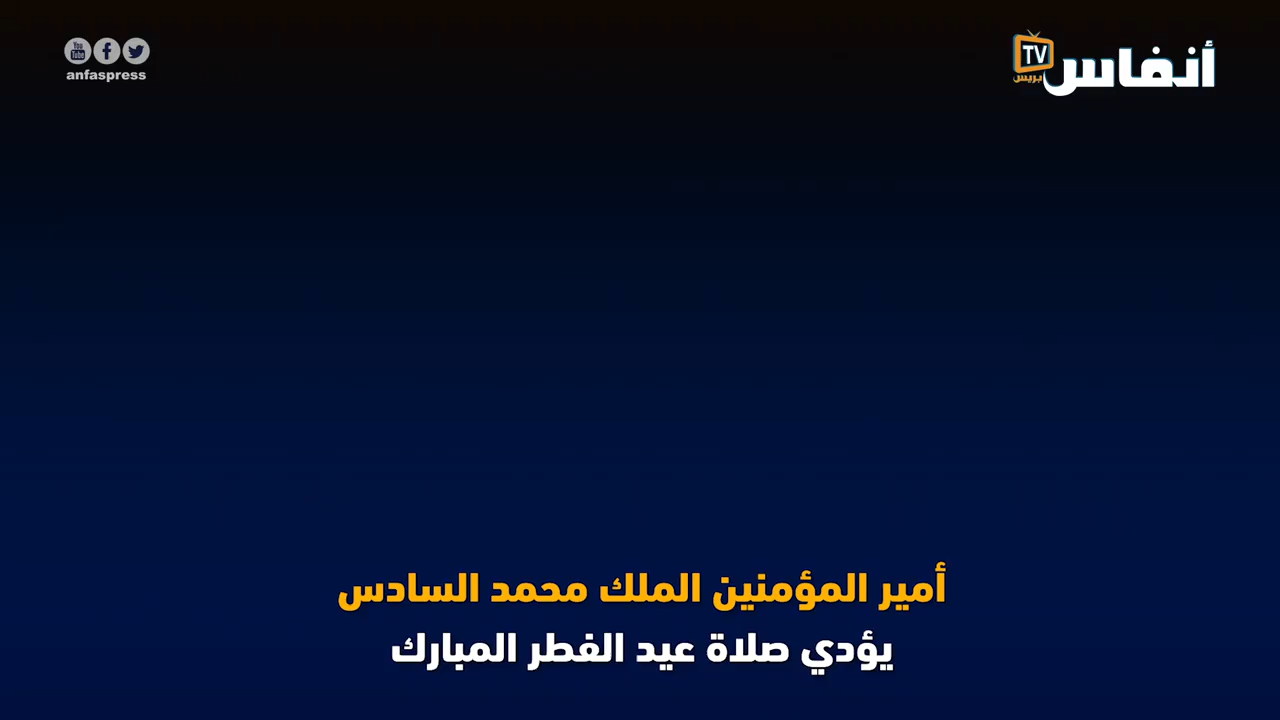 You
Tube
anfaspress
أنفاس
TV
بريس
أمير المؤمنين الملك محمد السادس
يؤدي صلاة عيد الفطر المبارك